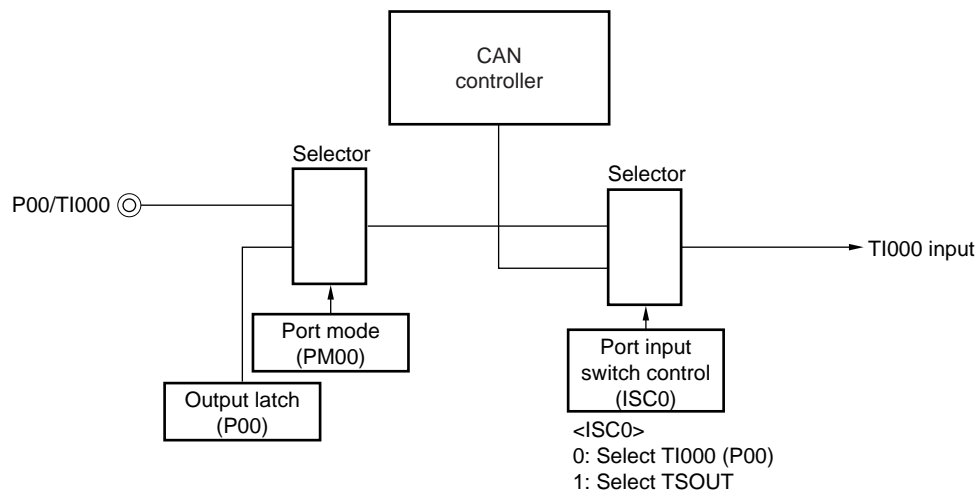 CAN
controller
Selector
Selector
P00/TI000
TI000 input
Port mode
(PM00)
Port input
switch control
(ISC0)
Output latch
(P00)
<ISC0>
0: Select TI000 (P00)
1: Select TSOUT